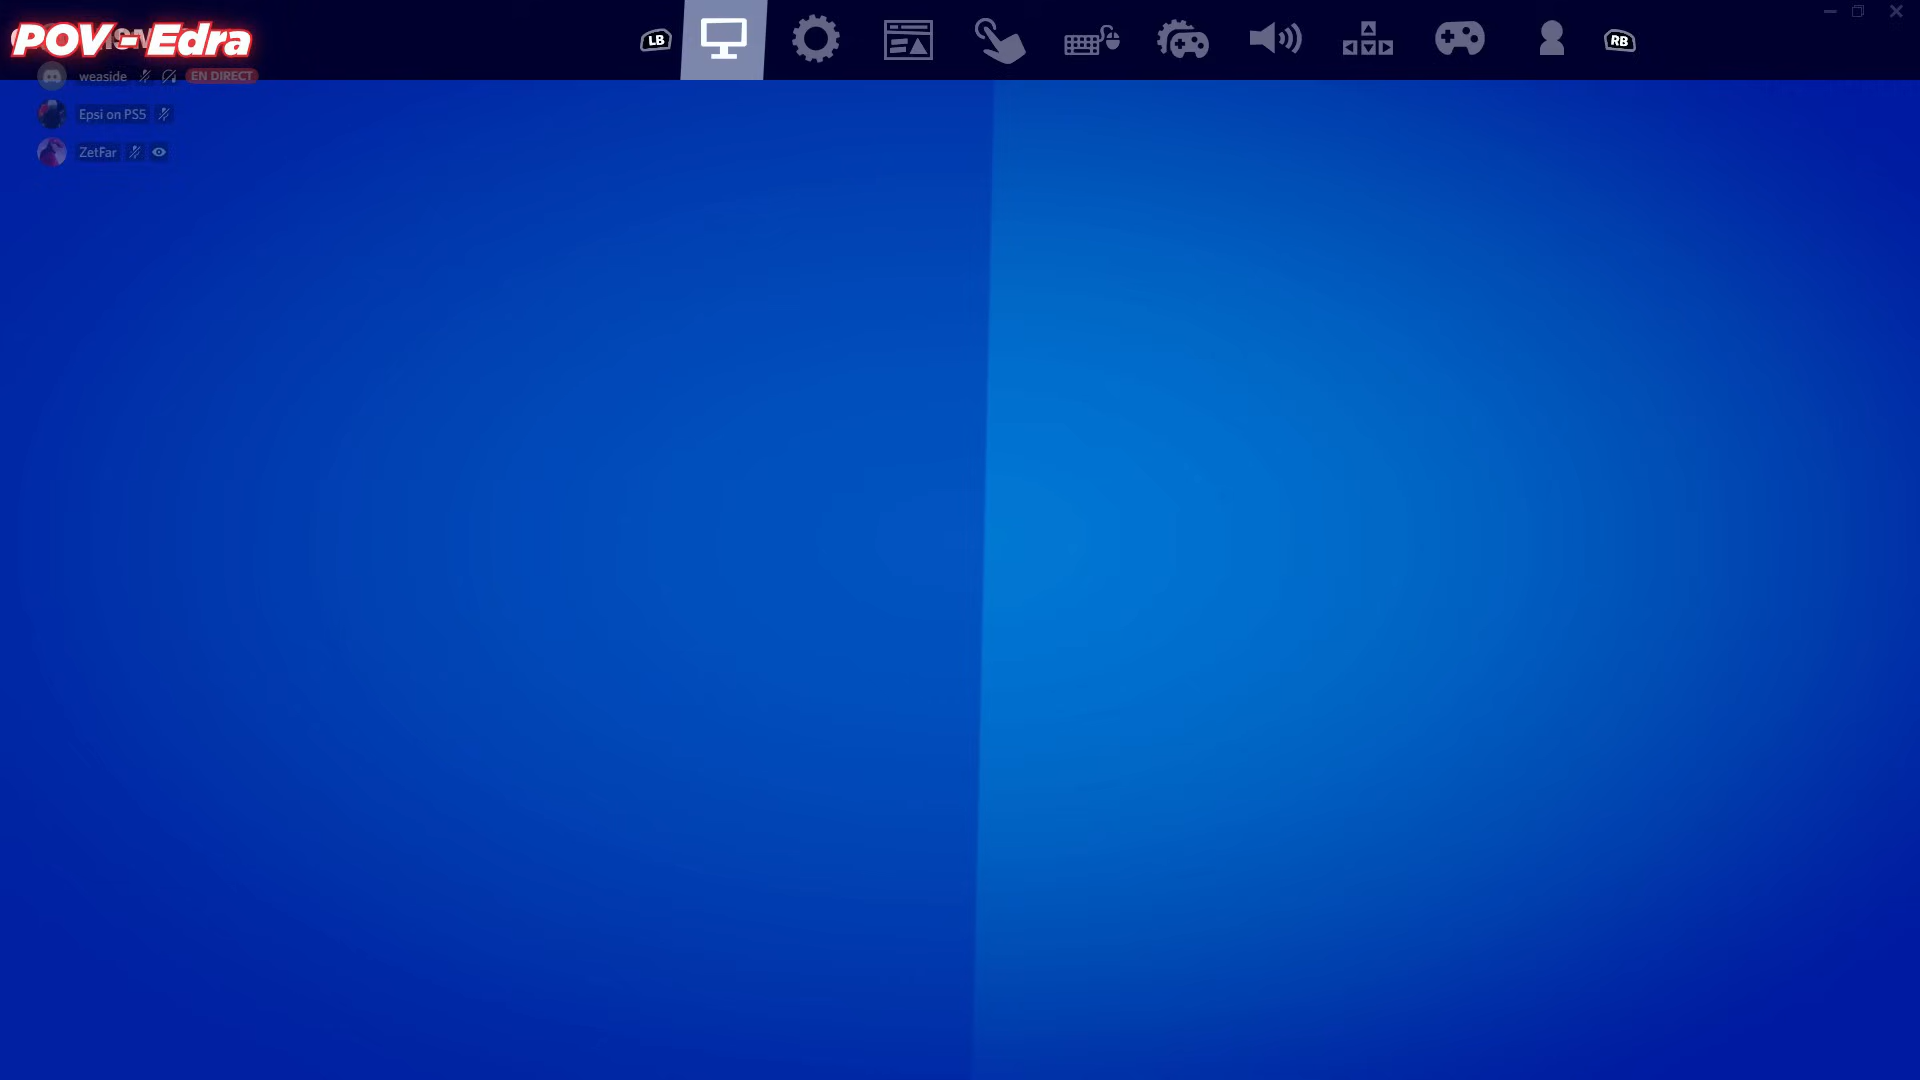 POV - Edra
LB
RB
weaside
EN DIRECT
Epsi on PS5
ZetFar